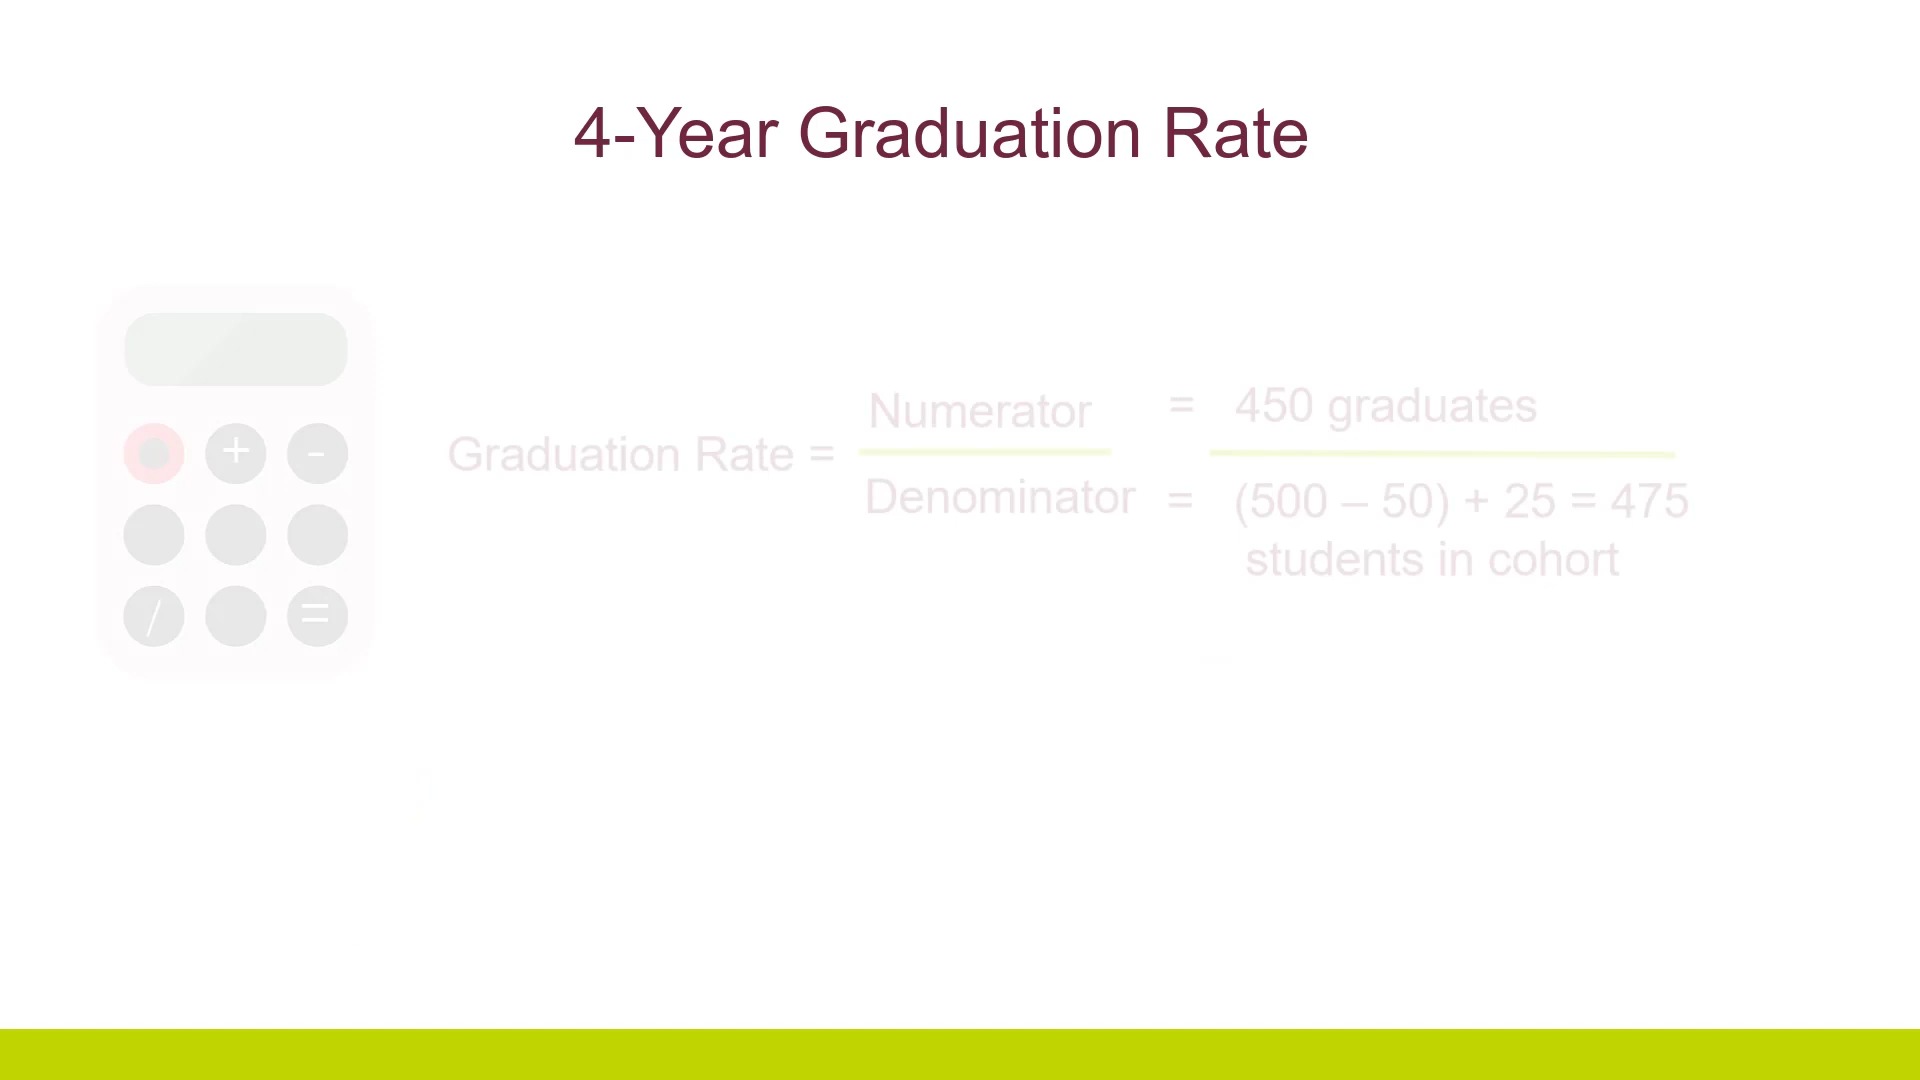 4-Year Graduation Rate
+ -
/ =
Graduation Rate =
Numerator = 450 graduates
Denominator = (500 – 50) + 25 = 475
students in cohort